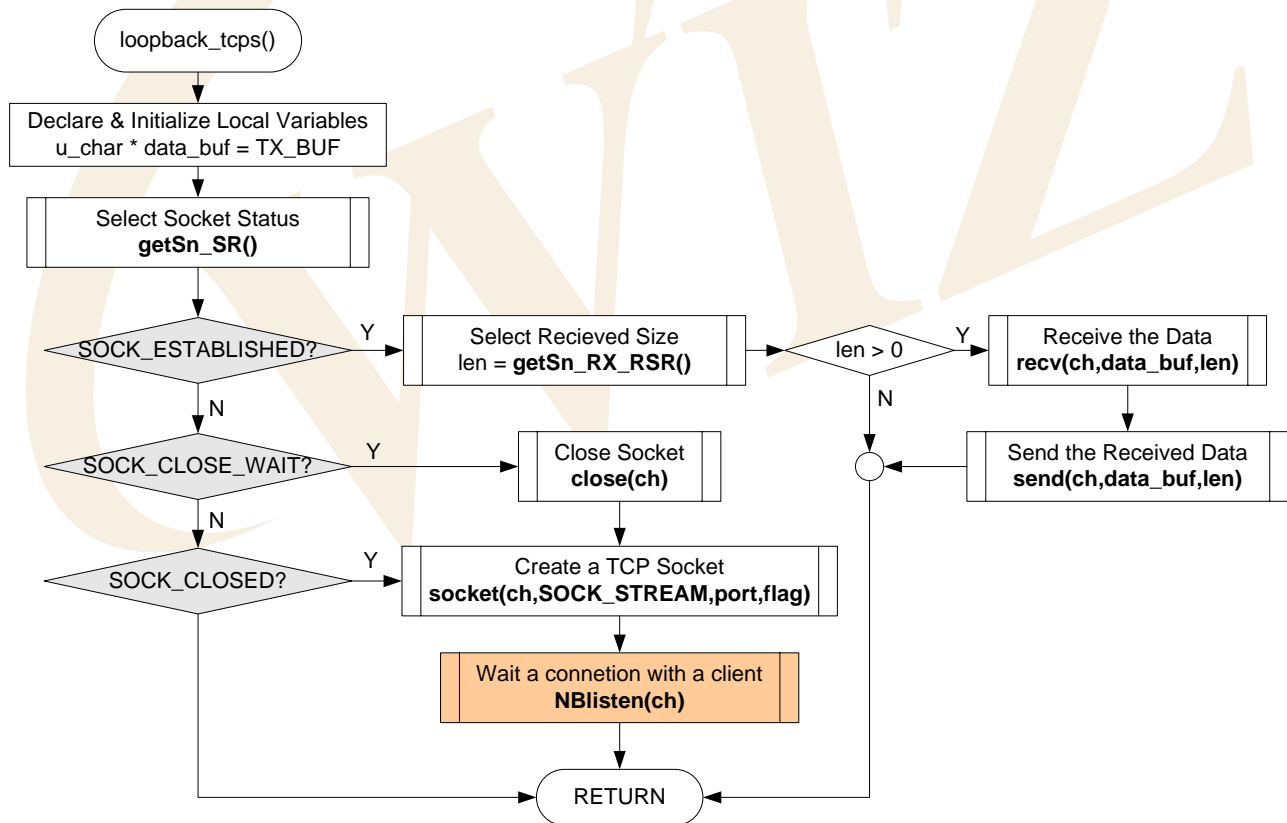 loopback_tcps()
Declare & Initialize Local Variables
u_char * data_buf = TX_BUF
Select Socket Status
getSn_SR()
SOCK_ESTABLISHED?
Y
Select Recieved Size
len = getSn_RX_RSR()
len > 0
Y
Receive the Data
recv(ch,data_buf,len)
N
N
SOCK_CLOSE_WAIT?
Y
Close Socket
close(ch)
Send the Received Data
send(ch,data_buf,len)
N
SOCK_CLOSED?
Y
Create a TCP Socket
socket(ch,SOCK_STREAM,port,flag)
Wait a connetion with a client
NBlisten(ch)
RETURN
WIZ